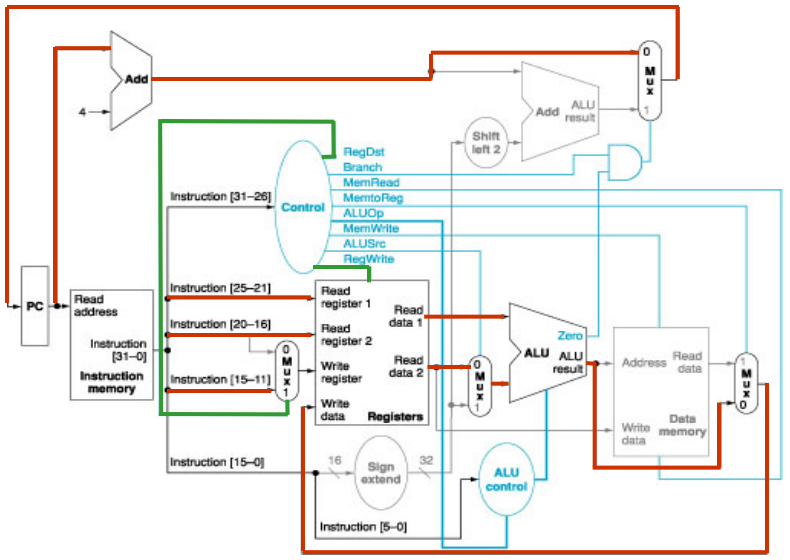 0
M
u
x
1
Add
4
Add
ALU
result
Shift
left 2
RegDst
Branch
MemRead
MemtoReg
ALUOp
MemWrite
ALUSrc
RegWrite
Control
Instruction [31–26]
Instruction [25–21]
Instruction [20–16]
Instruction [15–11]
Instruction [15–0]
PC
Read
address
Instruction
[31–0]
Instruction
memory
0
M
u
x
1
Read
register 1
Read
register 2
Write
register
Write
data
Read
data 1
Read
data 2
Registers
0
M
u
x
1
Zero
ALU
ALU
result
Address
Read
data
Write
data
Data
memory
1
M
u
x
0
16
Sign
extend
32
ALU
control
Instruction [5–0]